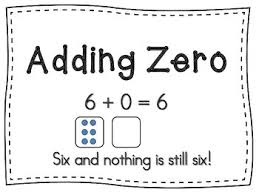 Adding Zero
6 + 0 = 6
Six and nothing is still six!